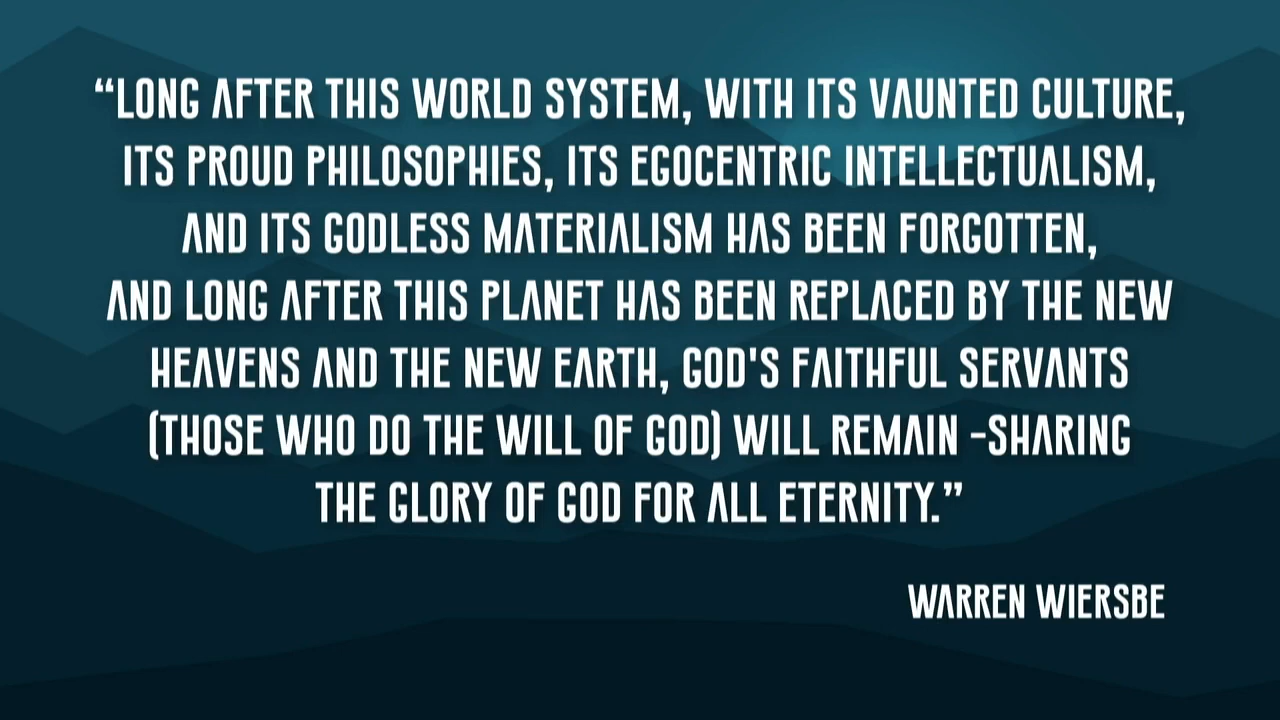 “LONG AFTER THIS WORLD SYSTEM, WITH ITS VAUNTED CULTURE,
ITS PROUD PHILOSOPHIES, ITS EGOCENTRIC INTELLECTUALISM,
AND ITS GODLESS MATERIALISM HAS BEEN FORGOTTEN,
AND LONG AFTER THIS PLANET HAS BEEN REPLACED BY THE NEW
HEAVENS AND THE NEW EARTH, GOD'S FAITHFUL SERVANTS
(THOSE WHO DO THE WILL OF GOD) WILL REMAIN -SHARING
THE GLORY OF GOD FOR ALL ETERNITY.”
WARREN WIERSBE